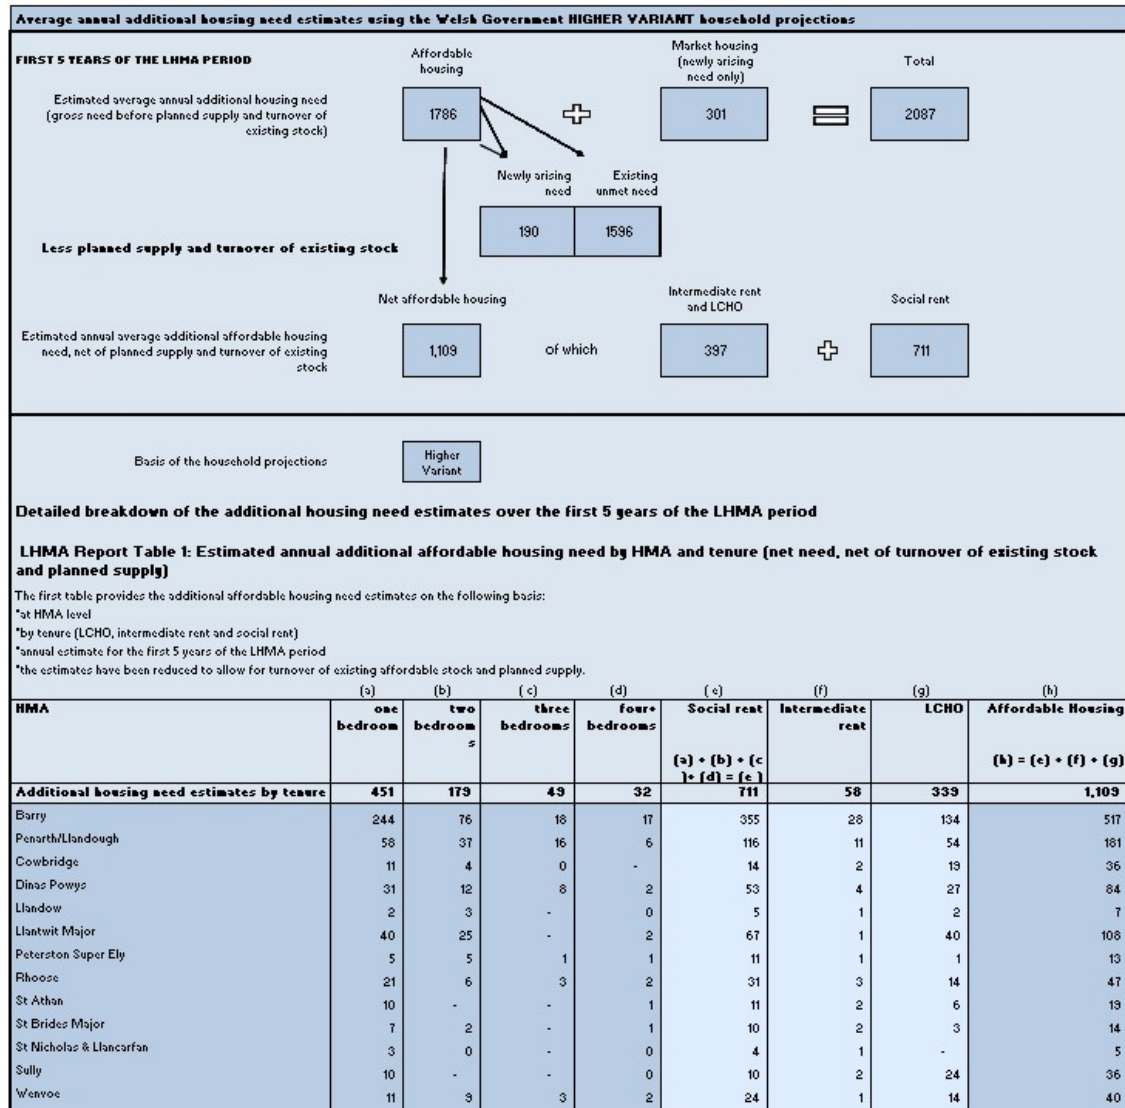 Average annual additional housing need estimates using the Welsh Government HIGHER VARIANT household projections
FIRST 5 YEARS OF THE LHMA PERIOD
Affordable housing
Market housing (newly arising need only)
Total
Estimated average annual additional housing need
(gross need before planned supply and turnover of
existing stock)
1786
301
2087
Newly arising need
Existing unmet need
190 1596
Less planned supply and turnover of existing stock
Net affordable housing
Intermediate rent and LCHO
Social rent
Estimated annual average additional affordable housing
need, net of planned supply and turnover of existing
stock
1,109 of which 397 711
Basis of the household projections
Higher Variant
Detailed breakdown of the additional housing need estimates over the first 5 years of the LHMA period
LHMA Report Table 1: Estimated annual additional affordable housing need by HMA and tenure (net need, net of turnover of existing stock
and planned supply)
The first table provides the additional affordable housing need estimates on the following basis:
*at HMA level
*by tenure (LCHO, intermediate rent and social rent)
*annual estimate for the first 5 years of the LHMA period
*the estimates have been reduced to allow for turnover of existing affordable stock and planned supply.
(a) (b) (c) (d) (e) (f) (g) (h)
HMA one bedroom two bedrooms three bedrooms four+ bedrooms Social rent Intermediate rent LCHO Affordable Housing
(a) + (b) + (c )+ (d) = (e ) (h) = (e) + (f) + (g)
Additional housing need estimates by tenure 451 179 49 32 711 58 339 1,109
Barry 244 76 18 17 355 28 134 517
Penarth/Llandough 58 37 16 6 116 11 54 181
Cowbridge 11 4 0 - 14 2 19 36
Dinas Powys 31 12 8 2 53 4 27 84
Llandow 2 3 - 0 5 1 2 7
Llantwit Major 40 25 - 2 67 1 40 108
Peterston Super Ely 5 5 1 1 11 1 1 13
Rhoose 21 6 3 2 31 3 14 47
St Athan 10 - - 1 11 2 6 19
St Brides Major 7 2 - 1 10 2 3 14
St Nicholas & Llancarfan 3 0 - 0 4 1 - 5
Sully 10 - - 0 10 2 24 36
Wenvoe 11 9 3 2 24 1 14 40